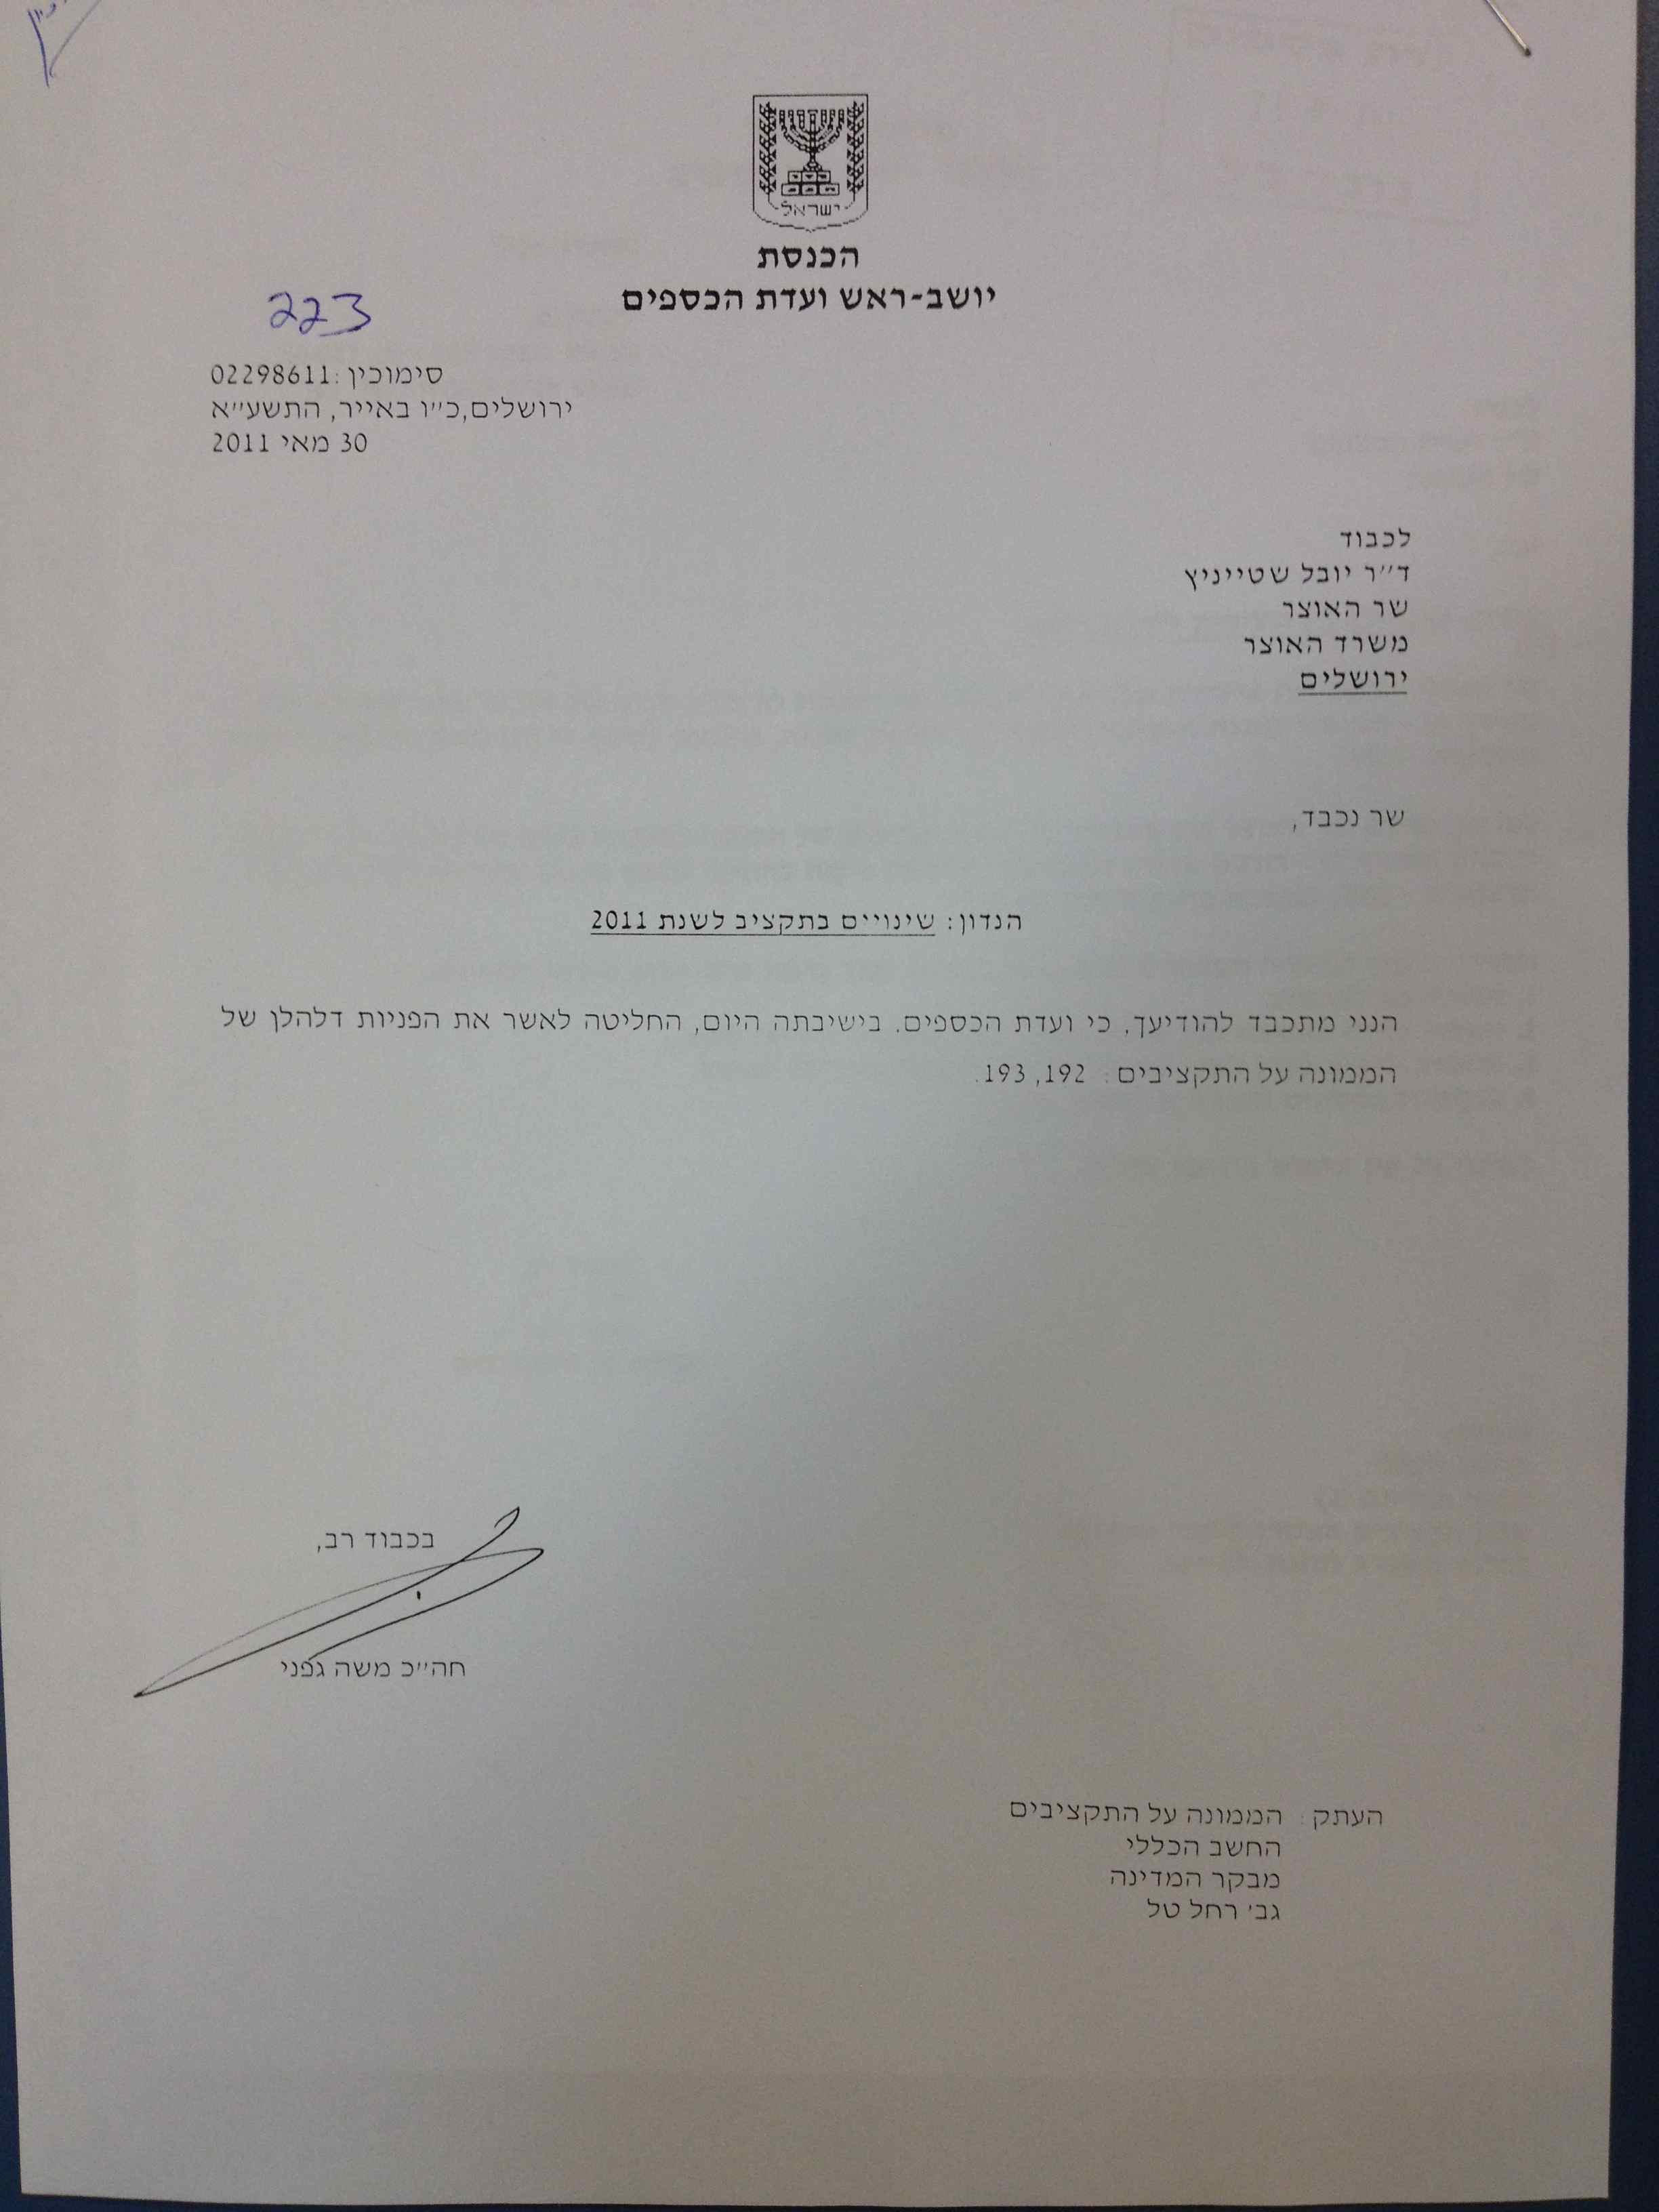 ישראל
הכנסת
יושב-ראש ועדת הכספים
223
סימוכין: 02298611
ירושלים, כ"ו באייר, התשע"א
30 מאי 2011
לכבוד
ד"ר יובל שטייניץ
שר האוצר
משרד האוצר
ירושלים
שר נכבד,
הנדון: שינויים בתקציב לשנת 2011
הנני מתכבד להודיעך, כי ועדת הכספים, בישיבתה היום, החליטה לאשר את הפניות דלהלן של
הממונה על התקציבים: 192, 193.
בכבוד רב,
חה"כ משה גפני
העתק: הממונה על התקציבים
החשב הכללי
מבקר המדינה
גב' רחל טל